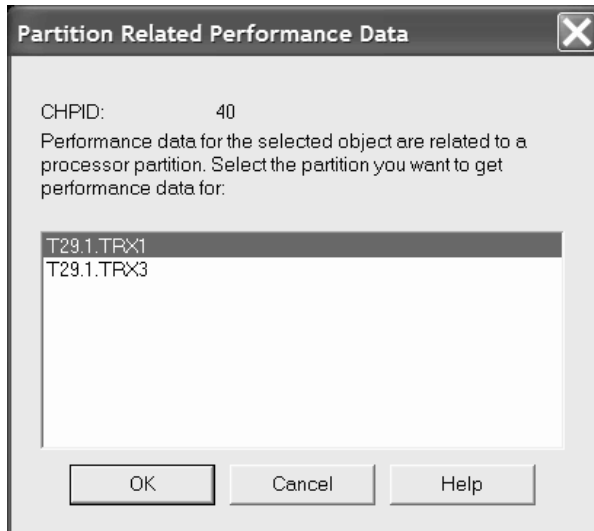 Partition Related Performance Data
CHPID: 40
Performance data for the selected object are related to a
processor partition. Select the partition you want to get
performance data for:
T29.1.TRX1
T29.1.TRX3
OK Cancel Help